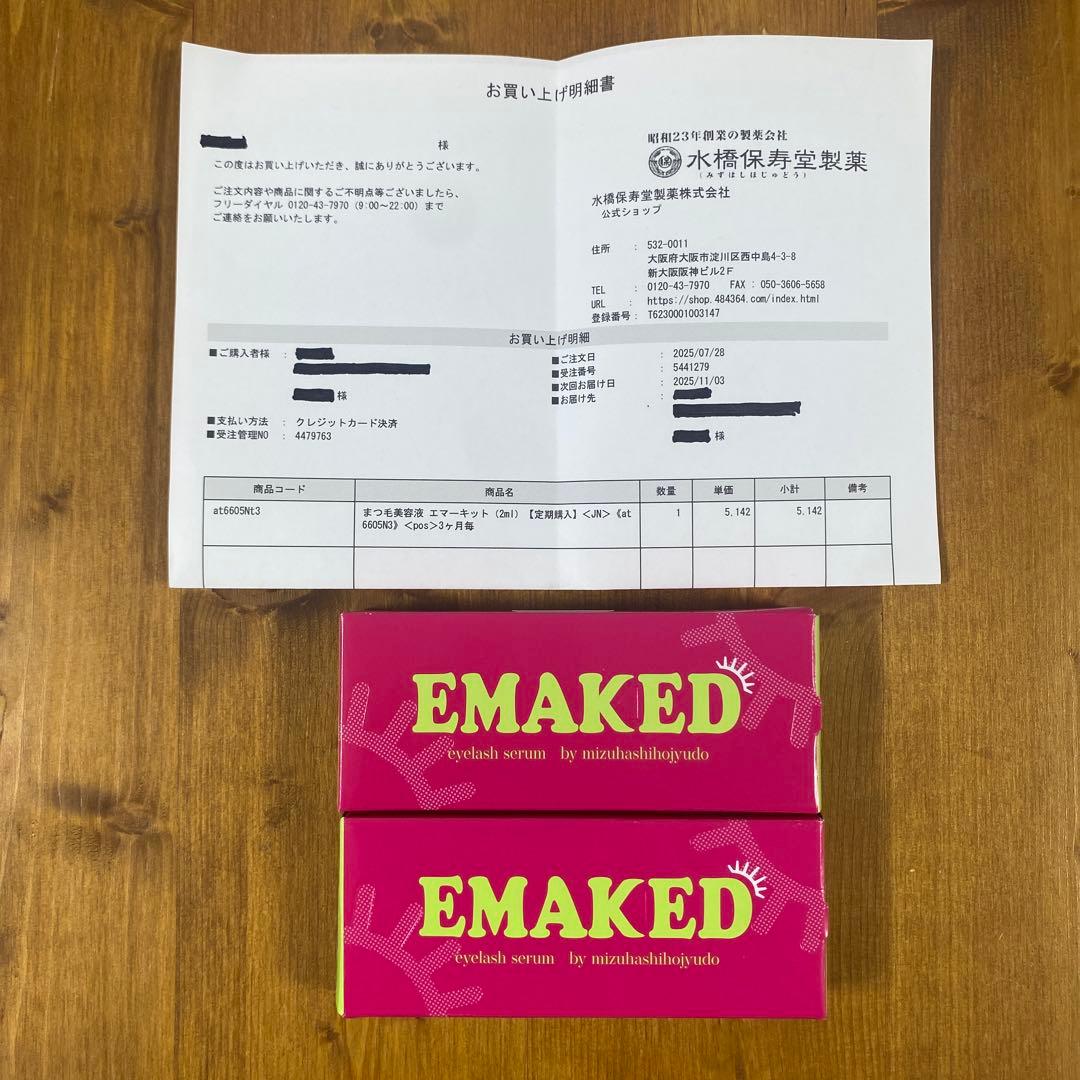 お買い上げ明細書
様
この度はお買い上げいただき、誠にありがとうございます。
ご注文内容や商品に関するご不明点等ございましたら、
フリーダイヤル 0120-43-7970 (9:00～22:00) まで
ご連絡をお願いいたします。
昭和23年創業の製薬会社
水橋保寿堂製薬
(みずはしほじゅどう)
水橋保寿堂製薬株式会社
公式ショップ
住所 : 532-0011
大阪府大阪市淀川区西中島4-3-8
新大阪阪神ビル2F
TEL : 0120-43-7970 FAX : 050-3606-5658
URL : https://shop.484364.com/index.html
登録番号 : T6230001003147
お買い上げ明細
■ご購入者様 :
様
■支払い方法 : クレジットカード決済
■受注管理NO : 4479763
■ご注文日 : 2025/07/28
■受注番号 : 5441279
■次回お届け日 : 2025/11/03
■お届け先 :
様
商品コード 商品名 数量 単価 小計 備考
at6605Nt3 まつ毛美容液 エマーキット (2ml) 【定期購入】<JN>《at 1 5,142 5,142
6605N3》<pos>3ヶ月毎
EMAKED
eyelash serum by mizuhashihojyudo
EMAKED
eyelash serum by mizuhashihojyudo